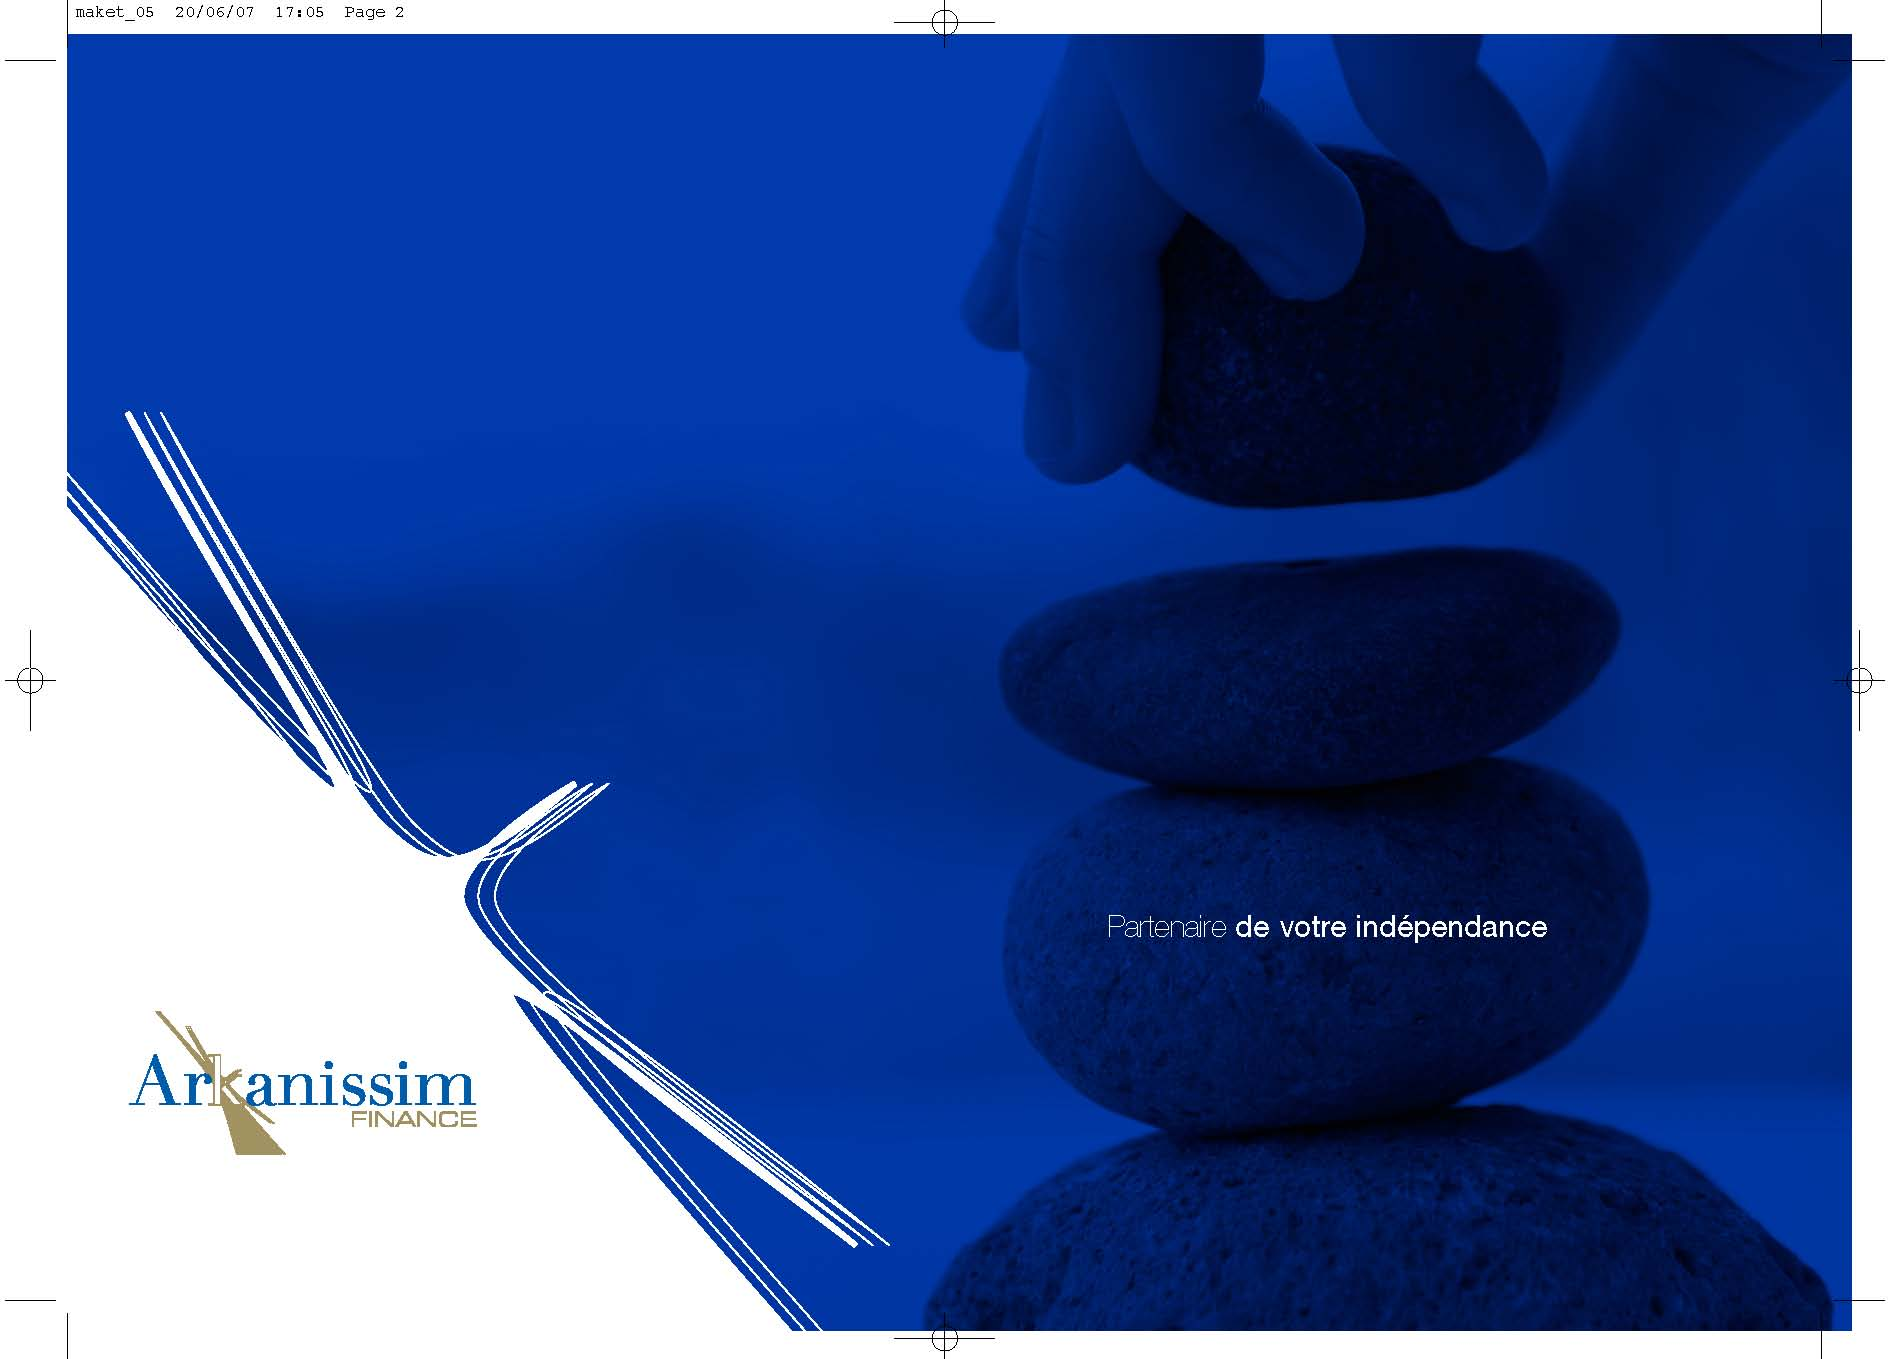 maket_05 20/06/07 17:05 Page 2
Partenaire de votre indépendance
Arkanissim
FINANCE